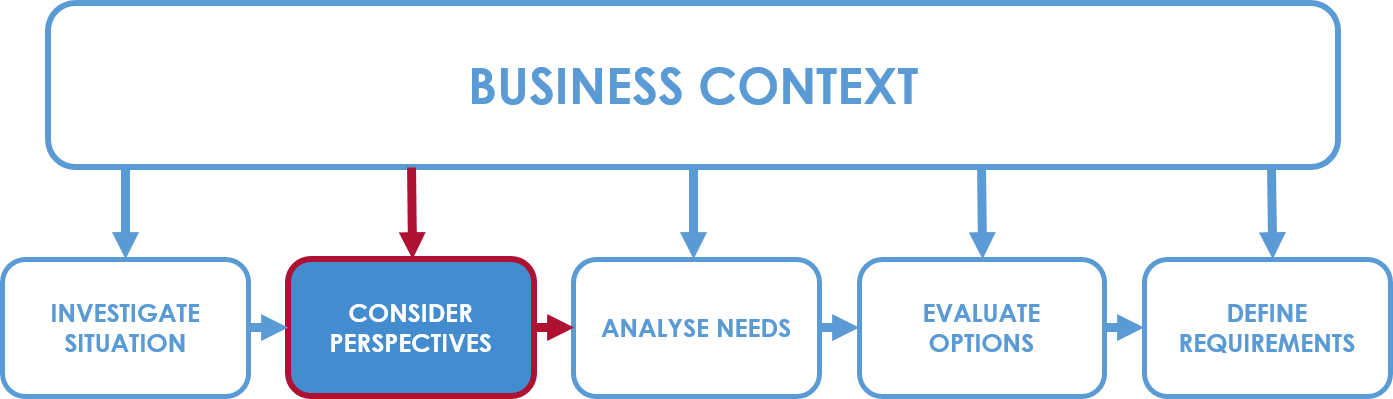 BUSINESS CONTEXT
INVESTIGATE
SITUATION
CONSIDER
PERSPECTIVES
ANALYSE NEEDS
EVALUATE
OPTIONS
DEFINE
REQUIREMENTS